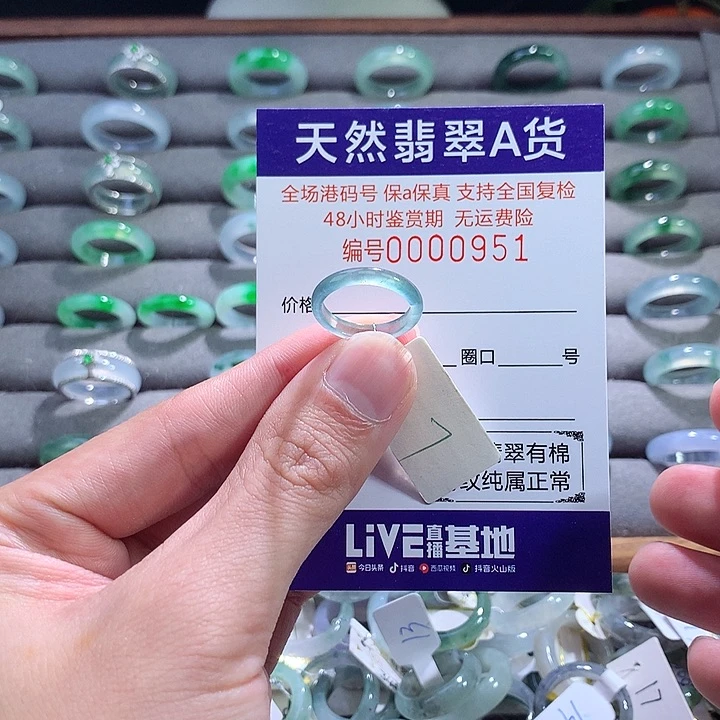 天然翡翠A货
全场港码号 保a保真 支持全国复检
48小时鉴赏期 无运费险
编号0000951
价格
圈口 号
翠有棉
纹纯属正常
LiVE直播基地
今日头条 抖音 西瓜视频 抖音火山版
13
17